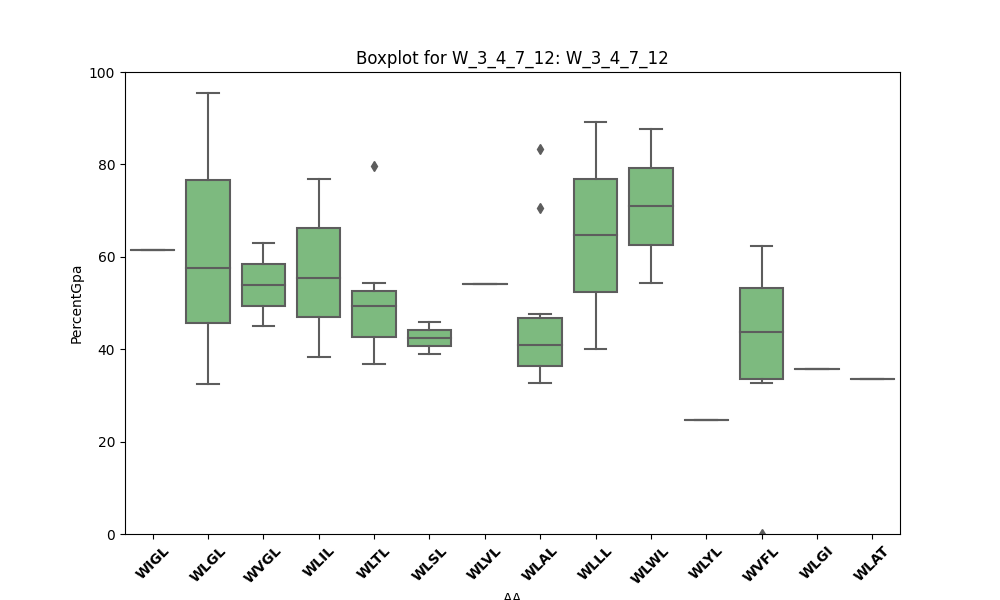 Boxplot for W_3_4_7_12: W_3_4_7_12
100
80
60
40
20
0
PercentGpa
WIGL
WLGL
WVGL
WLIL
WLTL
WLSL
WLVL
WLAL
WLLL
WLWL
WLYL
WVFL
WLGI
WLAT
AA